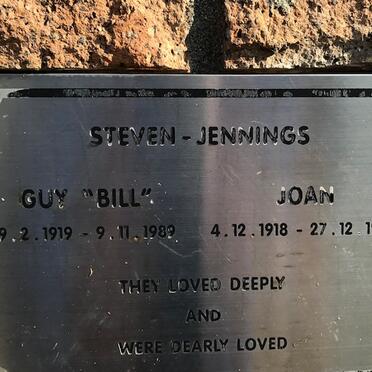 STEVEN - JENNINGS
GUY "BILL" JOAN
9.2.1919 - 9.11.1989 4.12.1918 - 27.12.1
THEY LOVED DEEPLY
AND
WERE DEARLY LOVED